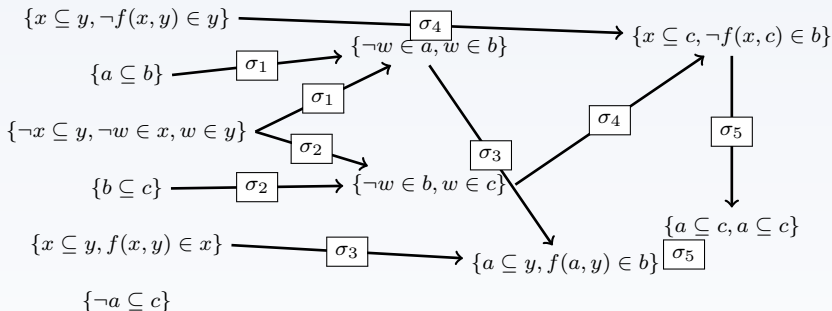 {x ⊆ y, ¬f(x, y) ∈ y}
σ4
{x ⊆ c, ¬f(x, c) ∈ b}
{¬w ∈ a, w ∈ b}
{a ⊆ b}
σ1
σ1
{¬x ⊆ y, ¬w ∈ x, w ∈ y}
σ2
σ4
σ5
σ3
{b ⊆ c}
σ2
{¬w ∈ b, w ∈ c}
{a ⊆ c, a ⊆ c}
{x ⊆ y, f(x, y) ∈ x}
σ3
{a ⊆ y, f(a, y) ∈ b}
σ5
{¬a ⊆ c}